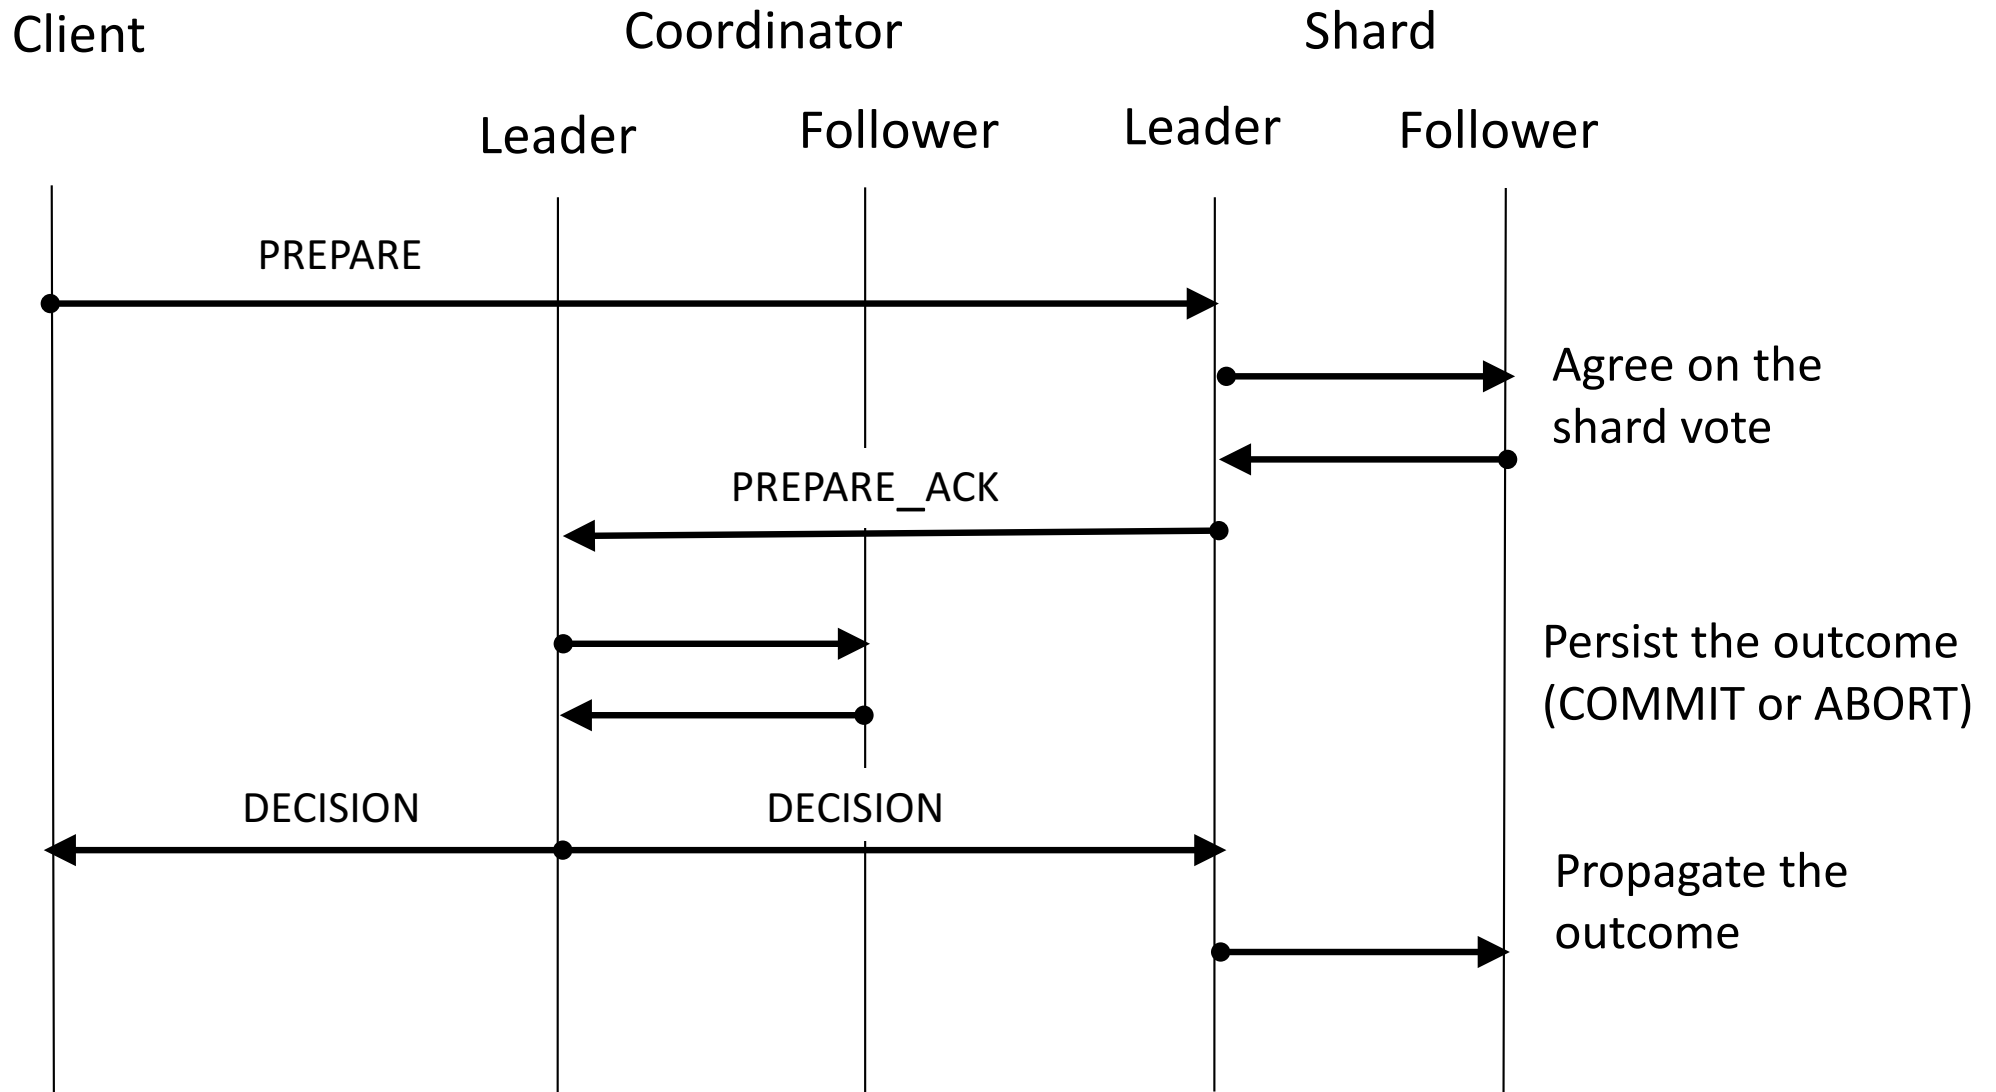 Client
Coordinator
Shard
Leader
Follower
Leader
Follower
PREPARE
Agree on the
shard vote
PREPARE_ACK
Persist the outcome
(COMMIT or ABORT)
DECISION
DECISION
Propagate the
outcome